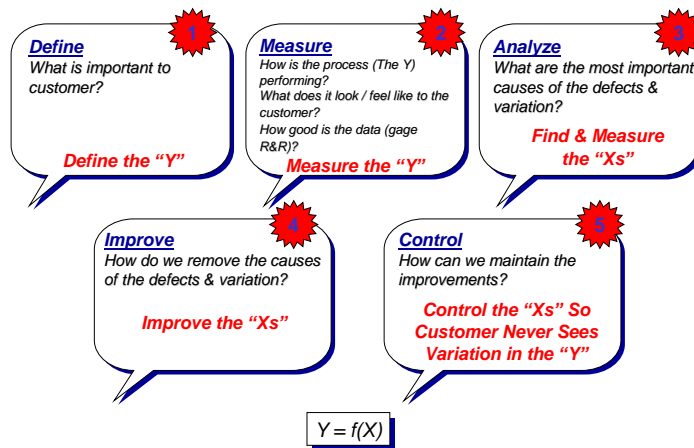 1
Define
What is important to
customer?
Define the “Y”
2
Measure
How is the process (The Y)
performing?
What does it look / feel like to the
customer?
How good is the data (gage
R&R)?
Measure the “Y”
3
Analyze
What are the most important
causes of the defects &
variation?
Find & Measure
the “Xs”
4
Improve
How do we remove the causes
of the defects & variation?
Improve the “Xs”
5
Control
How can we maintain the
improvements?
Control the “Xs” So
Customer Never Sees
Variation in the “Y”
Y = f(X)